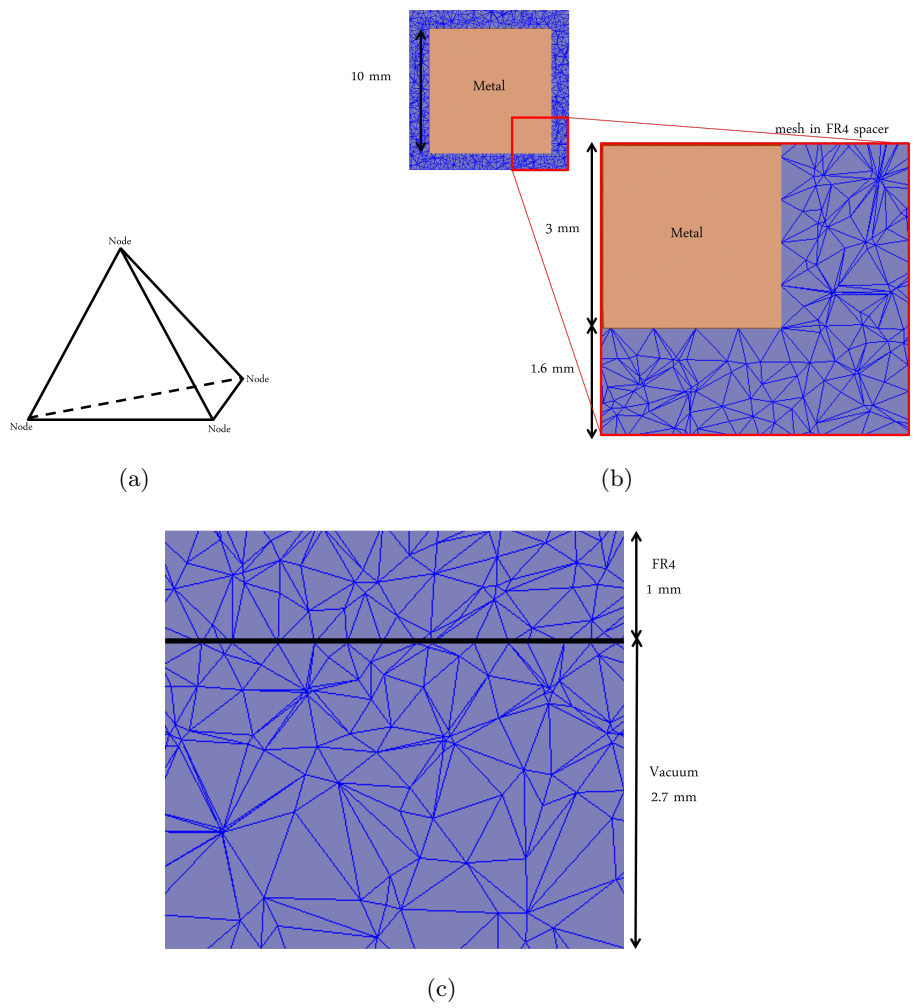 10 mm
Metal
mesh in FR4 spacer
3 mm
Metal
1.6 mm
Node
Node
Node
Node
(a)
(b)
FR4
1 mm
Vacuum
2.7 mm
(c)